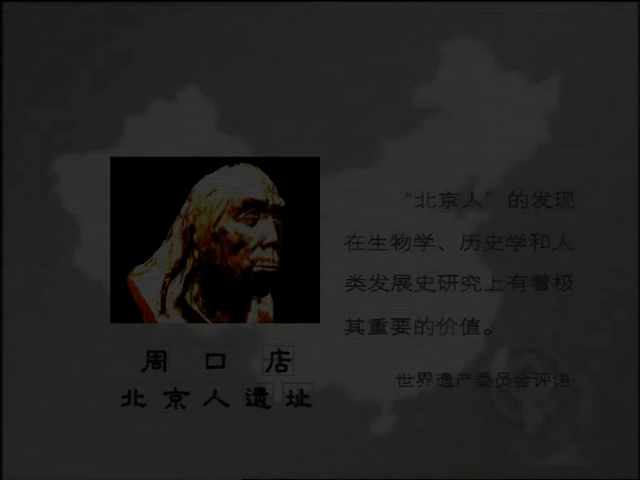 “北京人”的发现
在生物学、历史学和人
类发展史研究上有着极
其重要的价值。
世界遗产委员会评语
周口店
北京人遗址